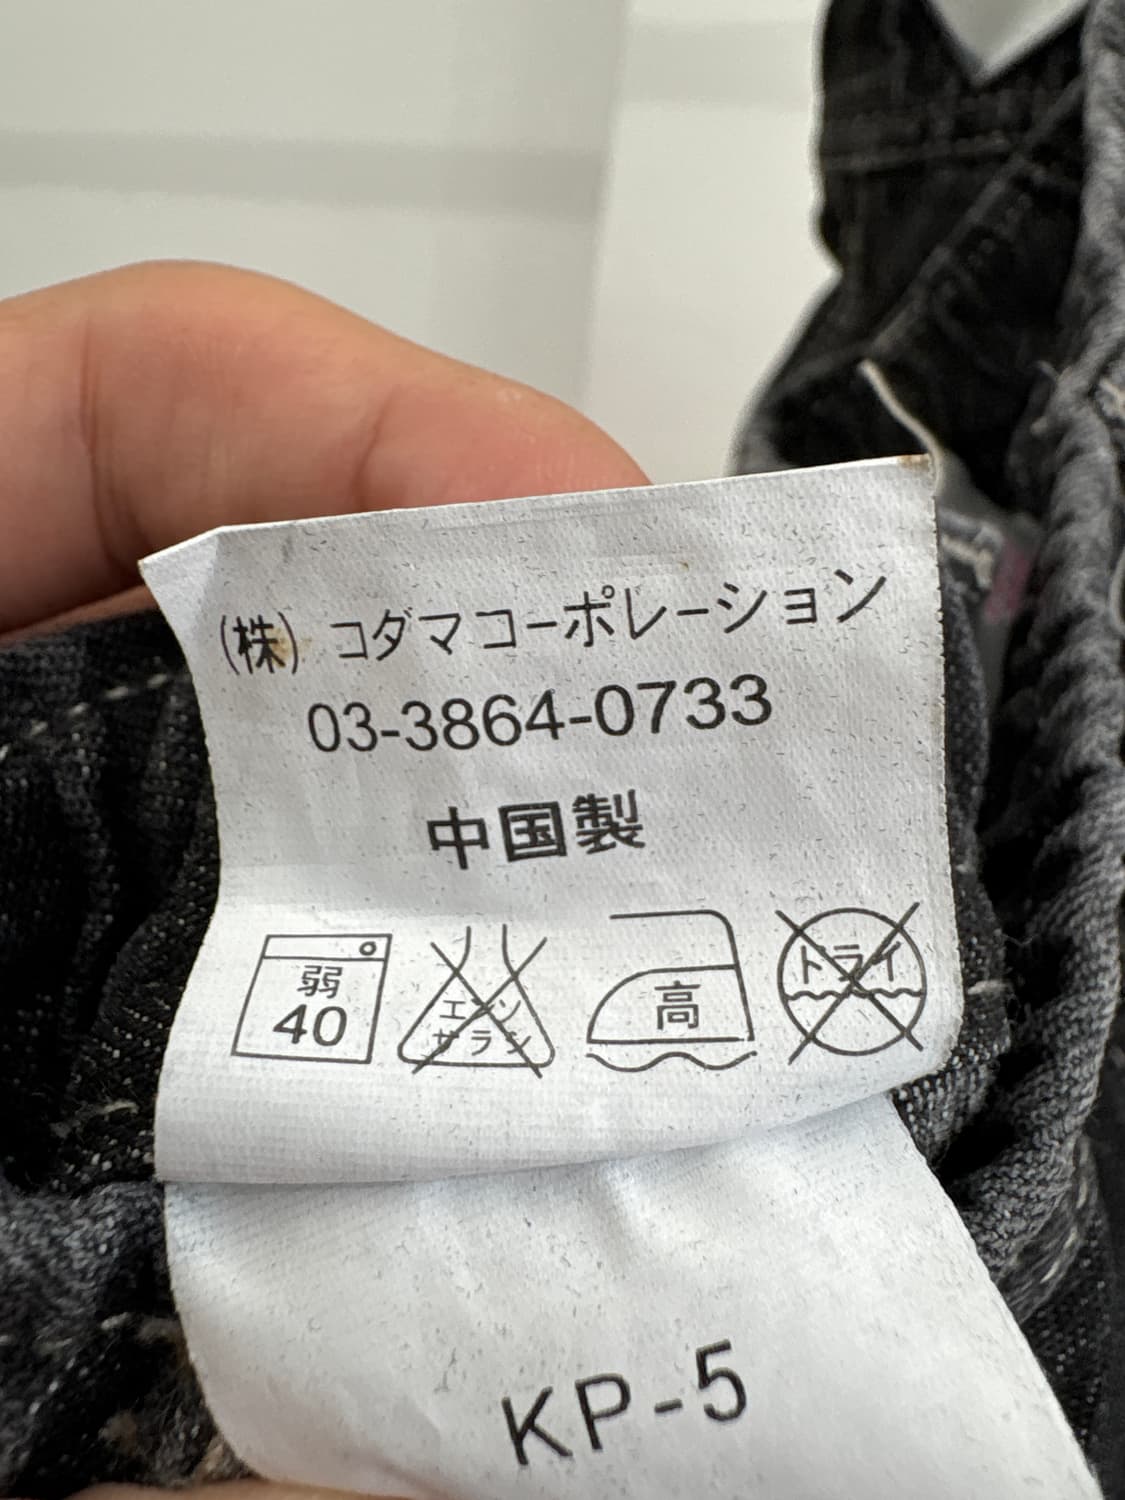 (株) コダマコーポレーション
03-3864-0733
中国製
弱
40
エンソ
サラシ
高
ドライ
KP-5